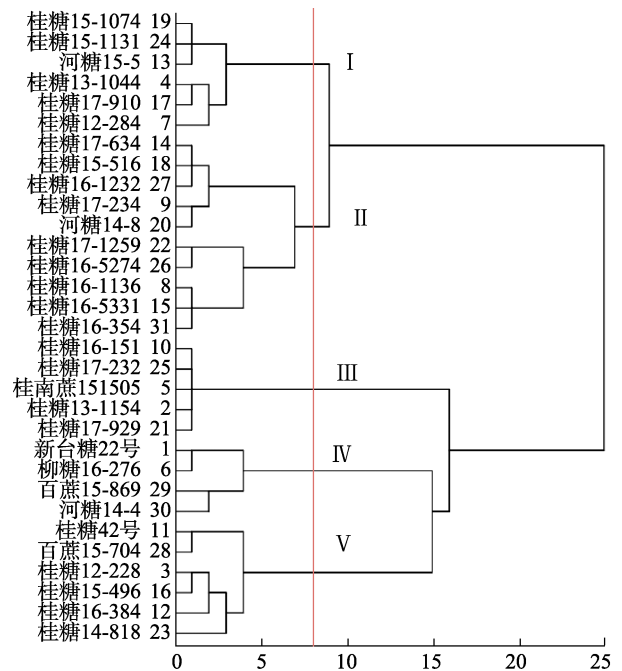 桂糖15-1074 19
桂糖15-1131 24
河糖15-5 13
桂糖13-1044 4
桂糖17-910 17
桂糖12-284 7
桂糖17-634 14
桂糖15-516 18
桂糖16-1232 27
桂糖17-234 9
河糖14-8 20
桂糖17-1259 22
桂糖16-5274 26
桂糖16-1136 8
桂糖16-5331 15
桂糖16-354 31
桂糖16-151 10
桂糖17-232 25
桂南蔗151505 5
桂糖13-1154 2
桂糖17-929 21
新台糖22号 1
柳糖16-276 6
百蔗15-869 29
河糖14-4 30
桂糖42号 11
百蔗15-704 28
桂糖12-228 3
桂糖15-496 16
桂糖16-384 12
桂糖14-818 23
I
II
III
IV
V
0 5 10 15 20 25